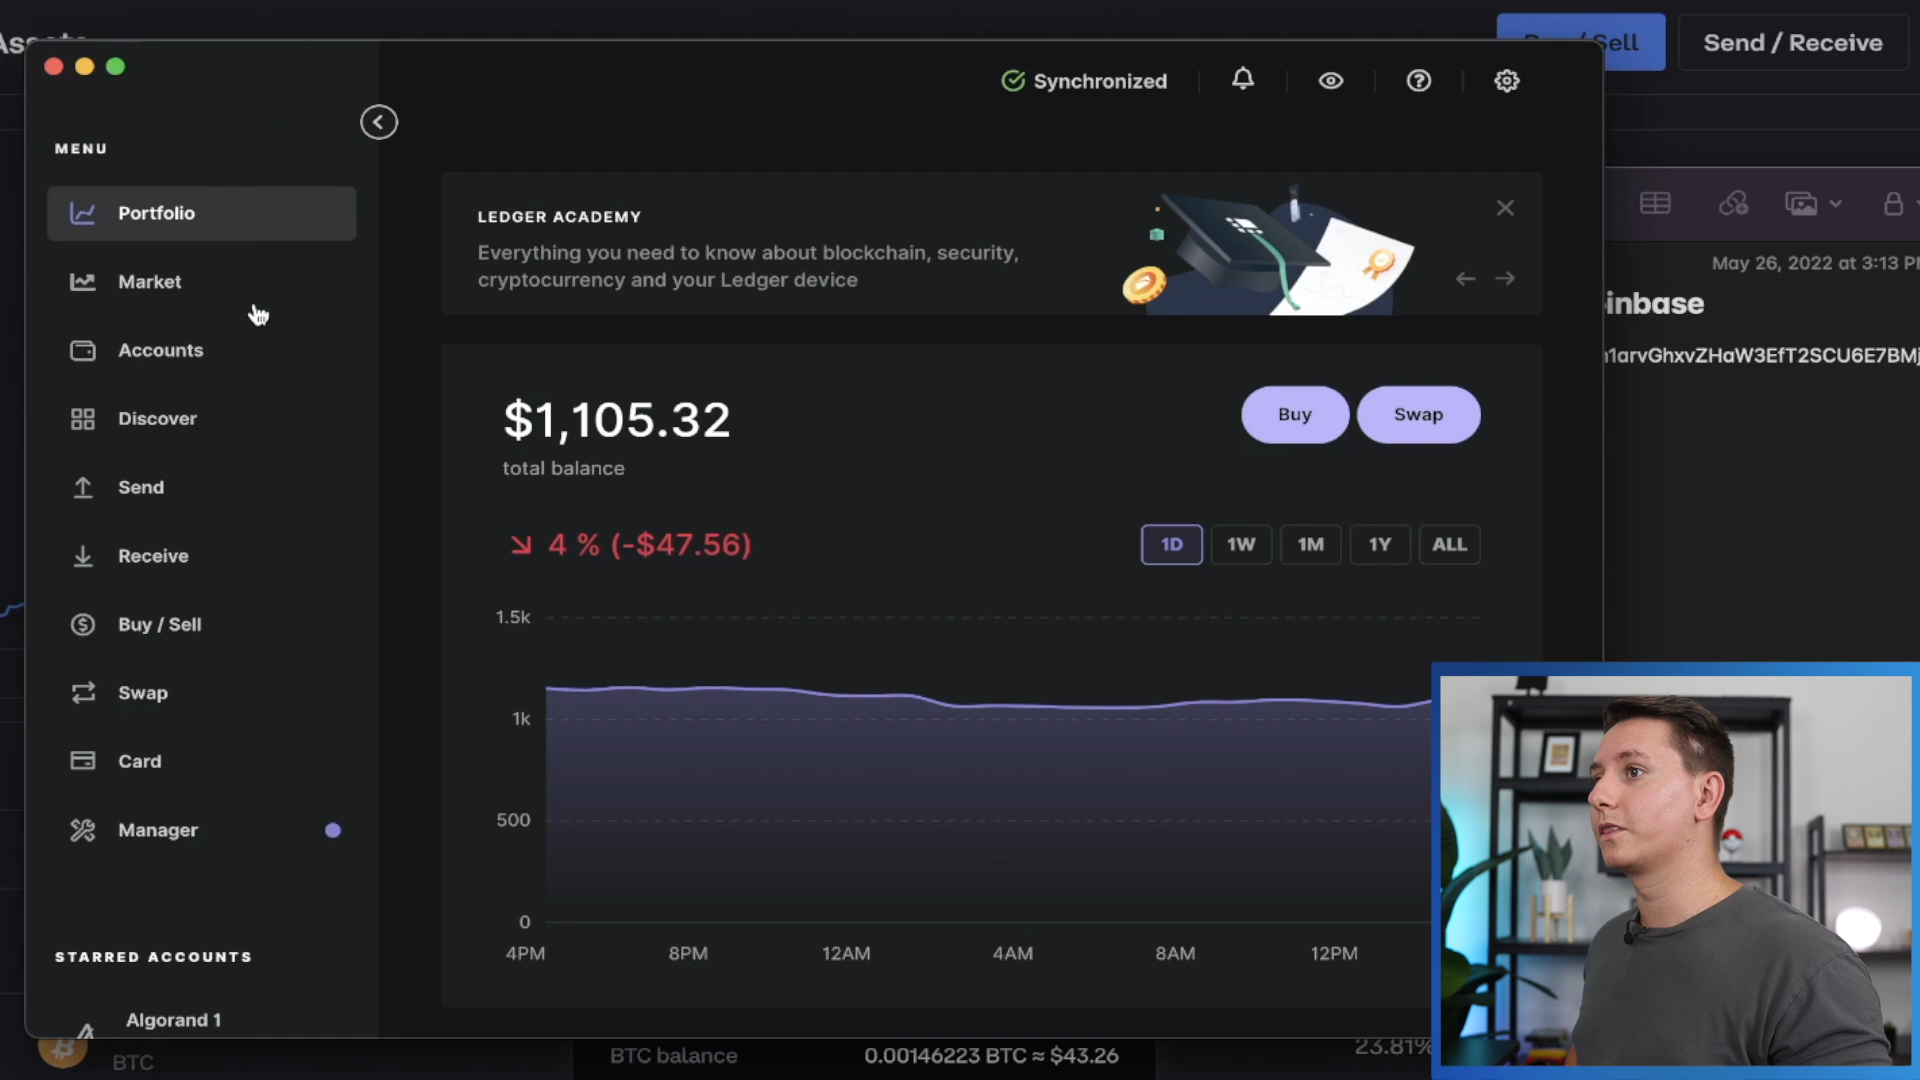 Send / Receive
Synchronized
MENU
Portfolio
Market
Accounts
Discover
Send
Receive
Buy / Sell
Swap
Card
Manager
STARRED ACCOUNTS
Algorand 1
BTC
LEDGER ACADEMY
Everything you need to know about blockchain, security,
cryptocurrency and your Ledger device
$1,105.32
total balance
Buy
Swap
4 % (-$47.56)
1D
1W
1M
1Y
ALL
1.5k
1k
500
0
4PM
8PM
12AM
4AM
8AM
12PM
BTC balance
0.00146223 BTC ≈ $43.26
23.81%
May 26, 2022 at 3:13
inbase
1arvGhxvZHaW3EfT2SCU6E7BM